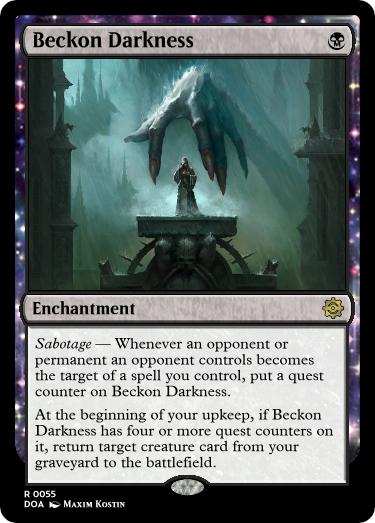 Beckon Darkness
Enchantment
Sabotage — Whenever an opponent or
permanent an opponent controls becomes
the target of a spell you control, put a quest
counter on Beckon Darkness.
At the beginning of your upkeep, if Beckon
Darkness has four or more quest counters on
it, return target creature card from your
graveyard to the battlefield.
R 0055
DOA Maxim Kostin